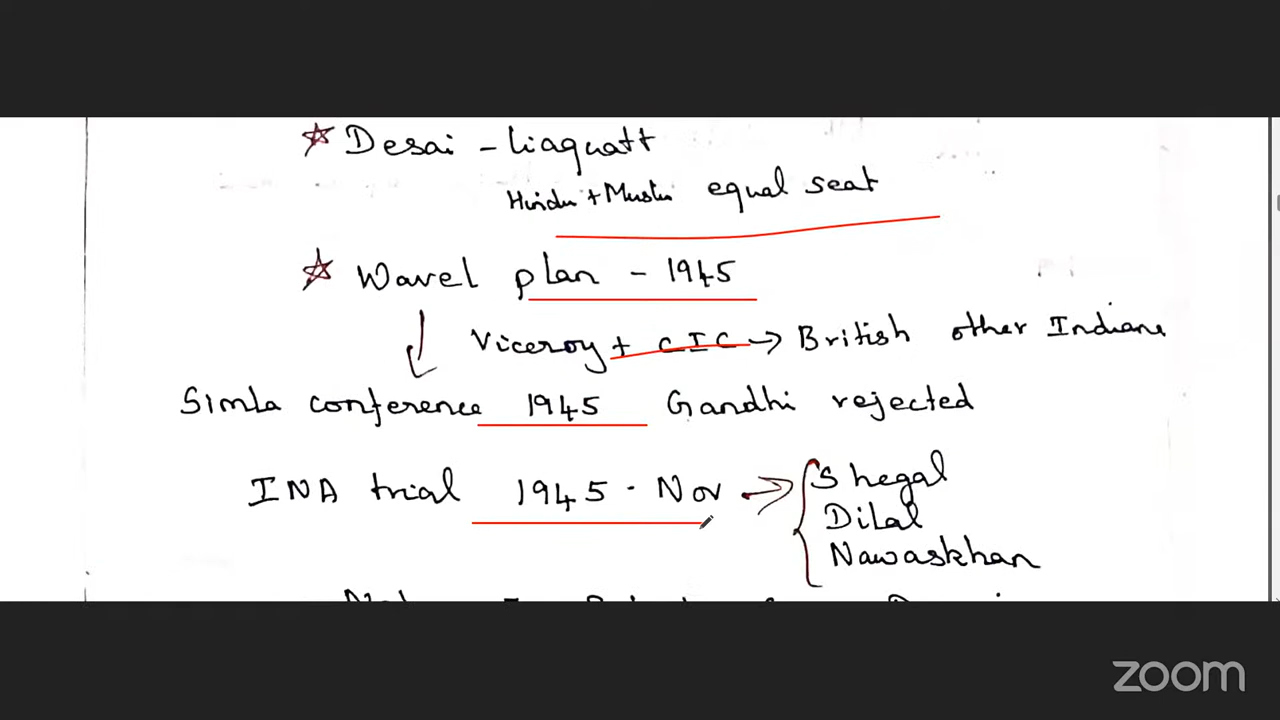 Desai - Liaquatt
Hindu + Muslim equal seat
Wavel plan - 1945
Viceroy + CIC → British other Indians
Simla conference 1945 Gandhi rejected
INA trial 1945 - Nov → Shegal
Dilal
Nawaskhan
zoom